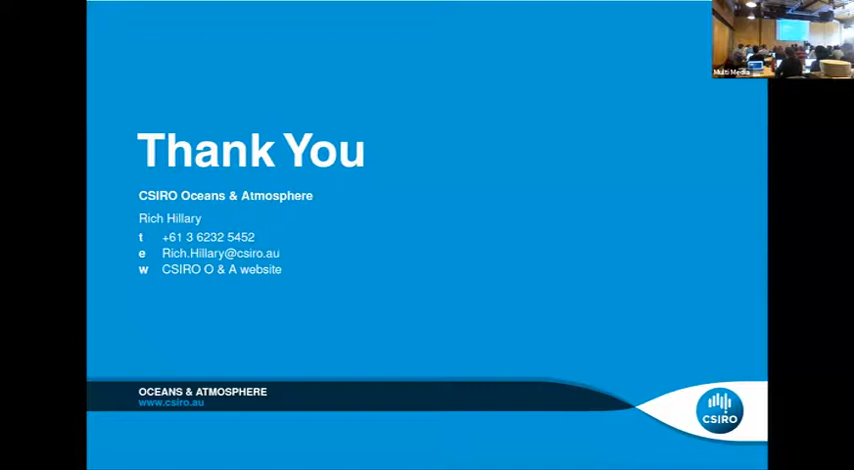 Multi Media
Thank You
CSIRO Oceans & Atmosphere
Rich Hillary
t +61 3 6232 5452
e Rich.Hillary@csiro.au
w CSIRO O & A website
OCEANS & ATMOSPHERE
www.csiro.au
CSIRO